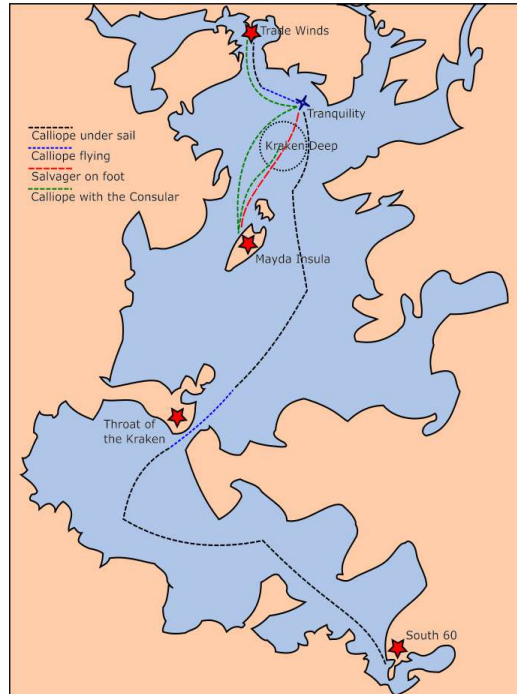 Trade Winds
Tranquility
Calliope under sail
Kraken Deep
Calliope flying
Salvager on foot
Calliope with the Consular
Mayda Insula
Throat of
the Kraken
South 60